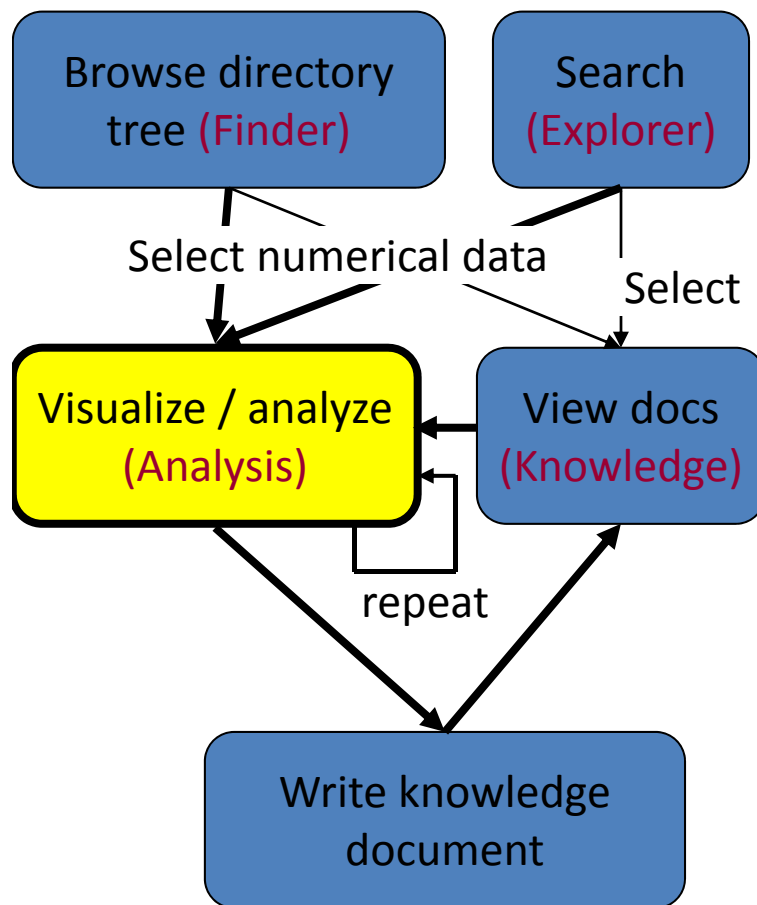 Browse directory
tree (Finder)
Search
(Explorer)
Select numerical data
Select
Visualize / analyze
(Analysis)
View docs
(Knowledge)
repeat
Write knowledge
document